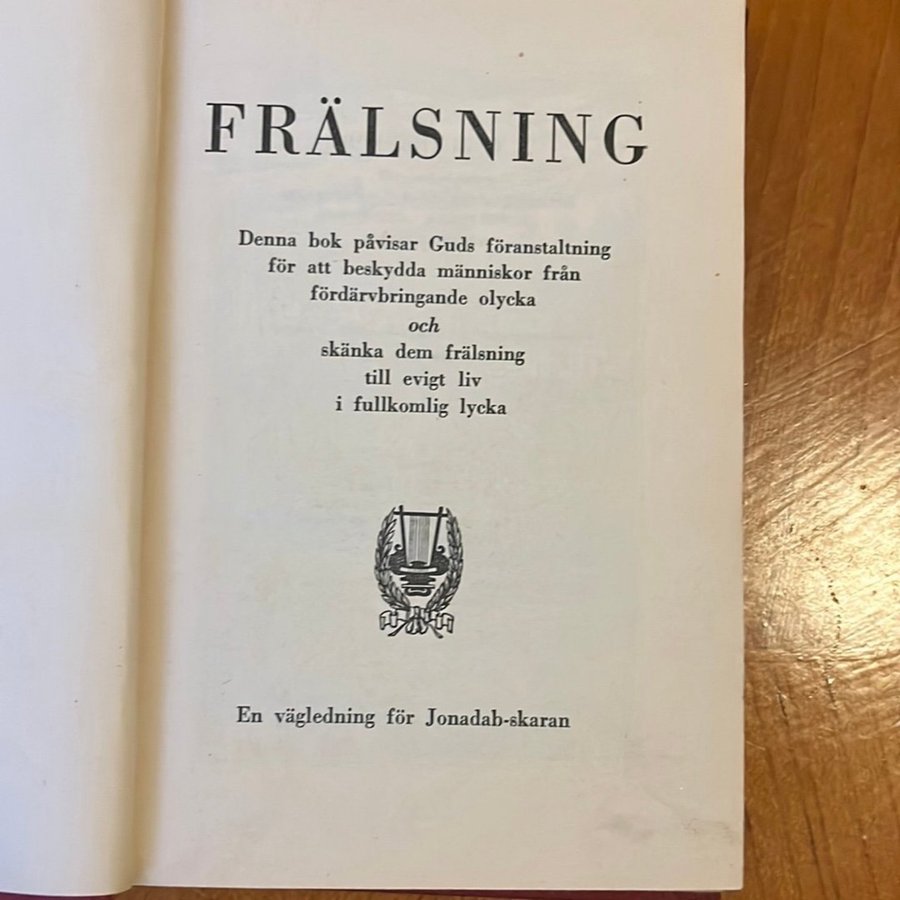 FRÄLSNING
Denna bok påvisar Guds föranstaltning
för att beskydda människor från
fördärvbringande olycka
och
skänka dem frälsning
till evigt liv
i fullkomlig lycka
En vägledning för Jonadab-skaran